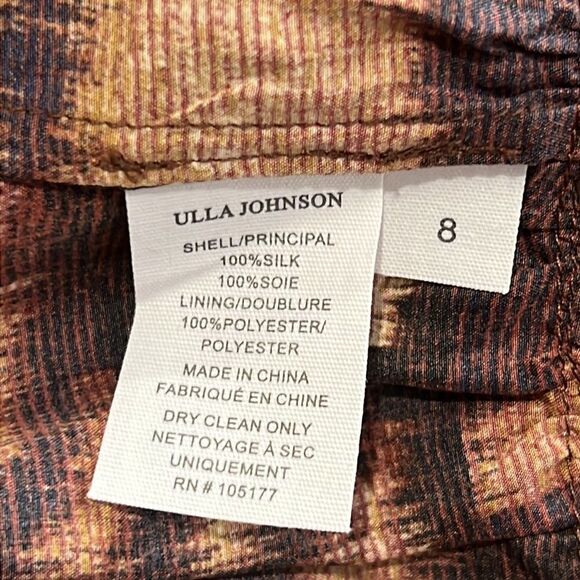 ULLA JOHNSON
SHELL/PRINCIPAL
100%SILK
100%SOIE
LINING/DOUBLURE
100%POLYESTER/
POLYESTER
MADE IN CHINA
FABRIQUÉ EN CHINE
DRY CLEAN ONLY
NETTOYAGE À SEC
UNIQUEMENT
RN # 105177
8